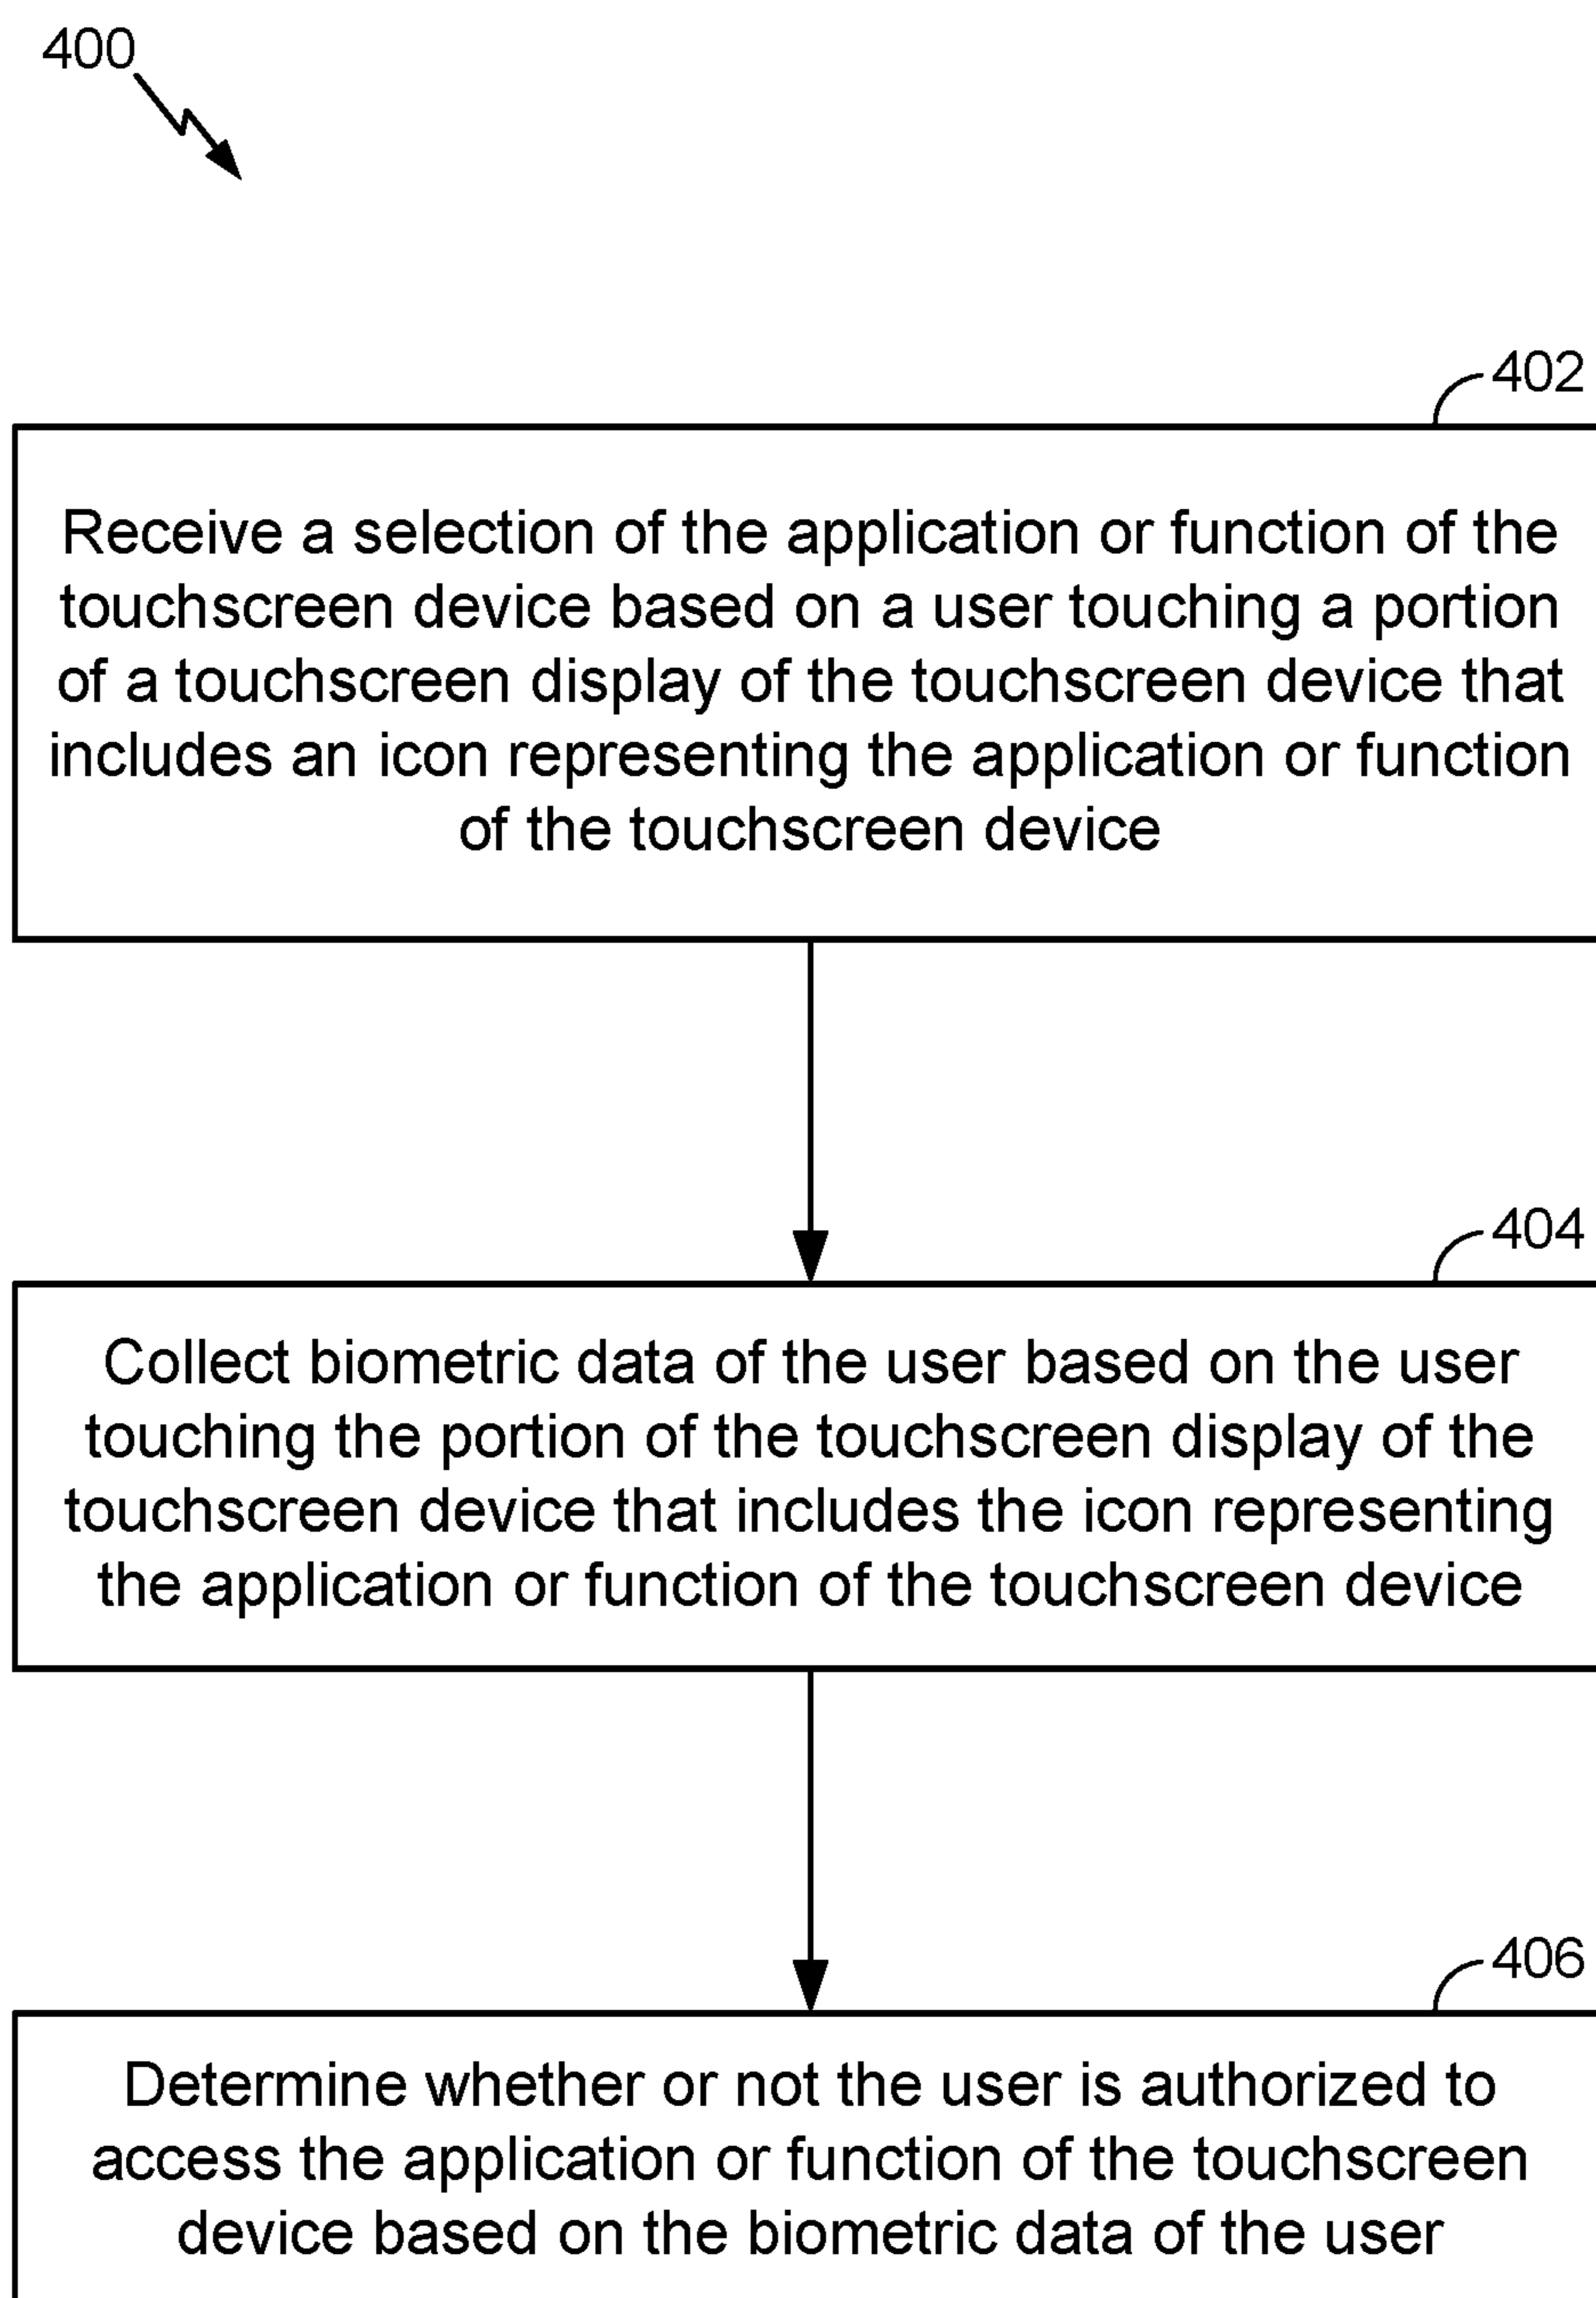 400
402
Receive a selection of the application or function of the
touchscreen device based on a user touching a portion
of a touchscreen display of the touchscreen device that
includes an icon representing the application or function
of the touchscreen device
404
Collect biometric data of the user based on the user
touching the portion of the touchscreen display of the
touchscreen device that includes the icon representing
the application or function of the touchscreen device
406
Determine whether or not the user is authorized to
access the application or function of the touchscreen
device based on the biometric data of the user